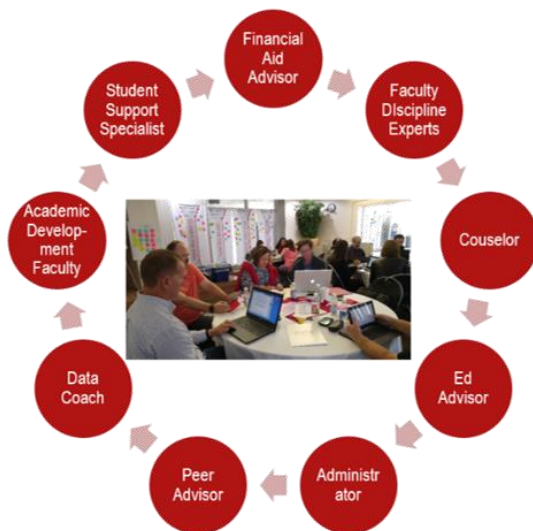 Financial
Aid
Advisor
Faculty
DIscipline
Experts
Couselor
Ed
Advisor
Administr
ator
Peer
Advisor
Data
Coach
Academic
Develop-
ment
Faculty
Student
Support
Specialist